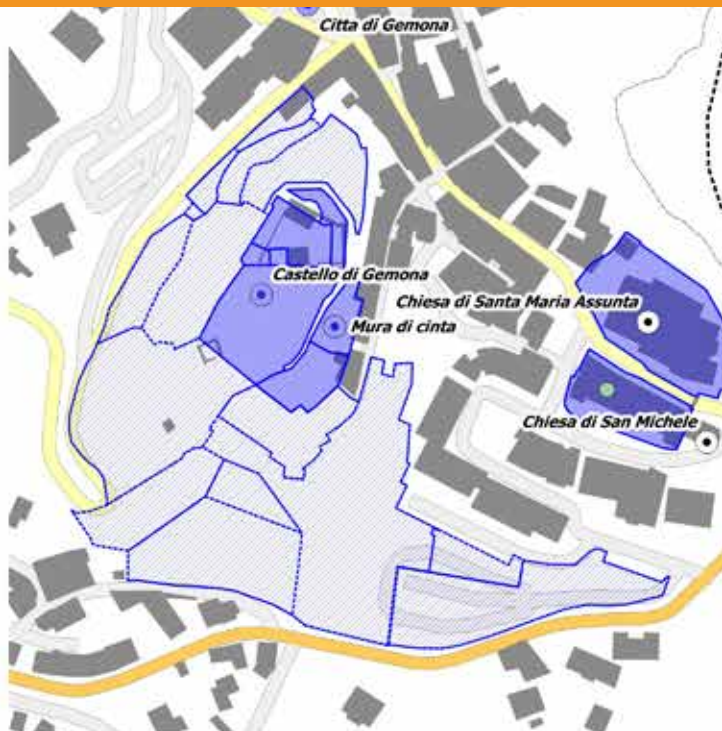 Citta di Gemona
Castello di Gemona
Chiesa di Santa Maria Assunta
Mura di cinta
Chiesa di San Michele